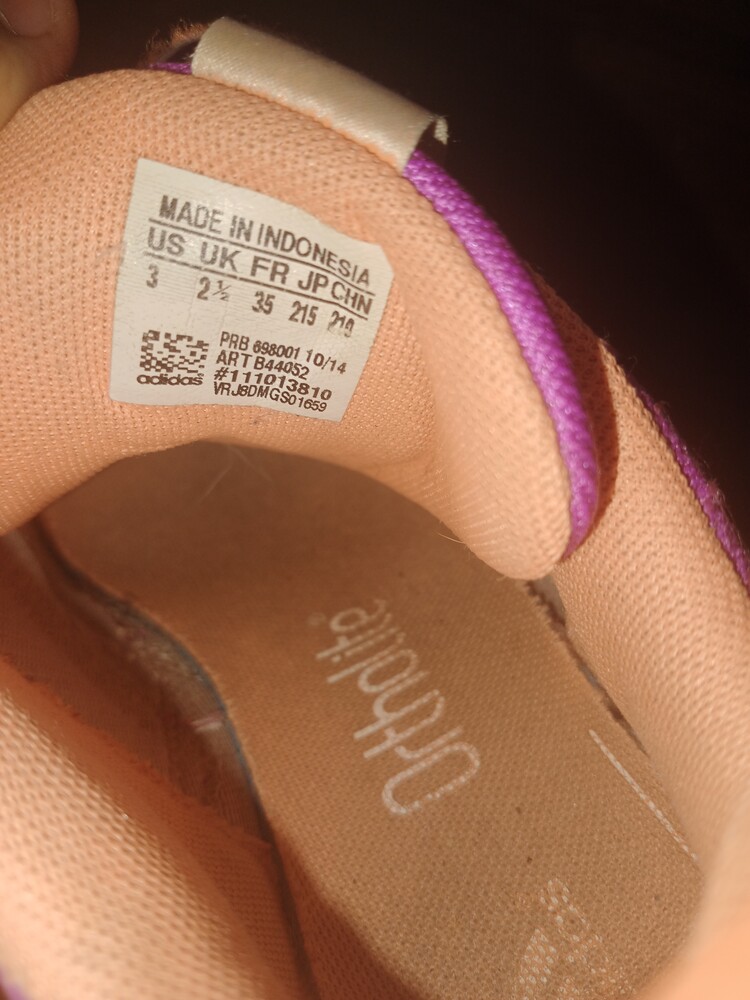 MADE IN INDONESIA
US UK FR JP CHN
3 2½ 35 215 210
PRB 698001 10/14
ART B44052
#111013810
VRJ8DMGS01659
adidas
Ortholite®